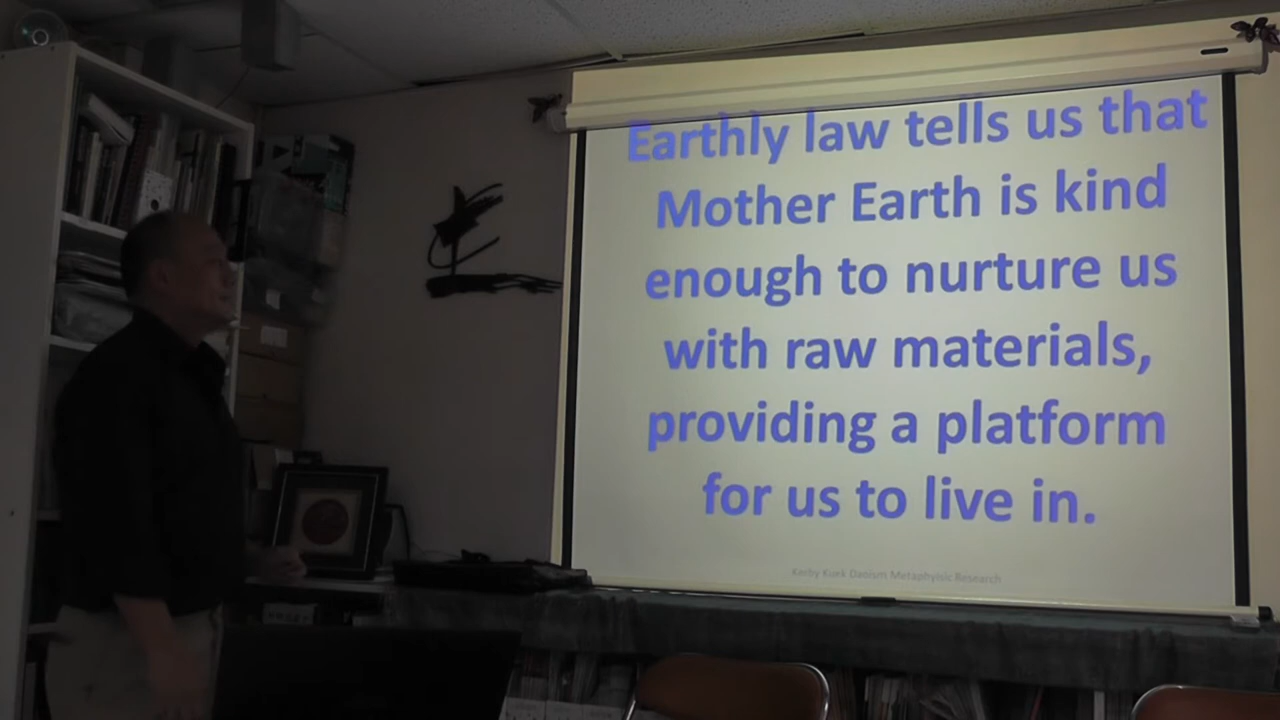 Earthly law tells us that
Mother Earth is kind
enough to nurture us
with raw materials,
providing a platform
for us to live in.
Kerby Kuek Daoism Metaphyisic Research